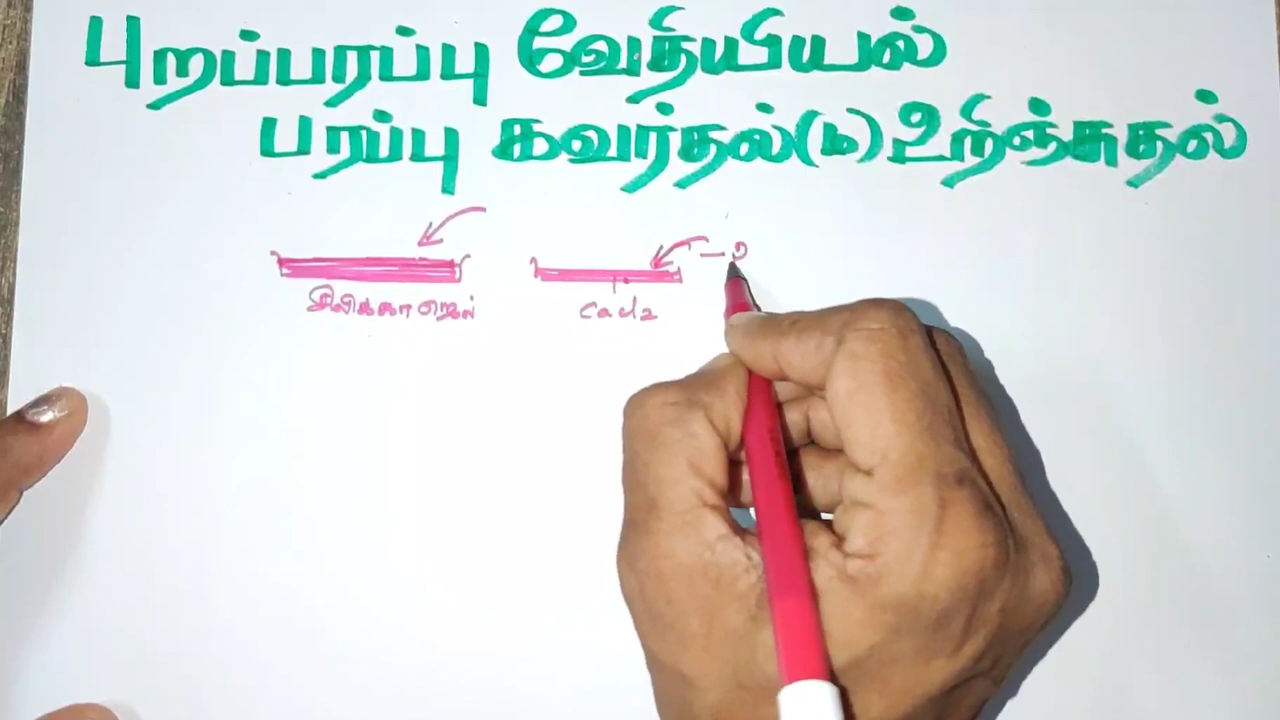 புறப்பரப்பு வேதியியல்
பரப்பு கவர்தல்(ம) உறிஞ்சுதல்
சிலிக்கா ஜெல் Cacl2